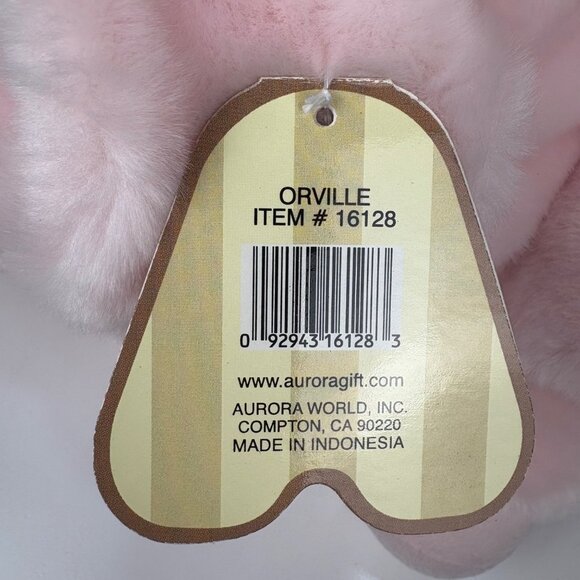 ORVILLE
ITEM # 16128
0 92943 16128 3
www.auroragift.com
AURORA WORLD, INC.
COMPTON, CA 90220
MADE IN INDONESIA